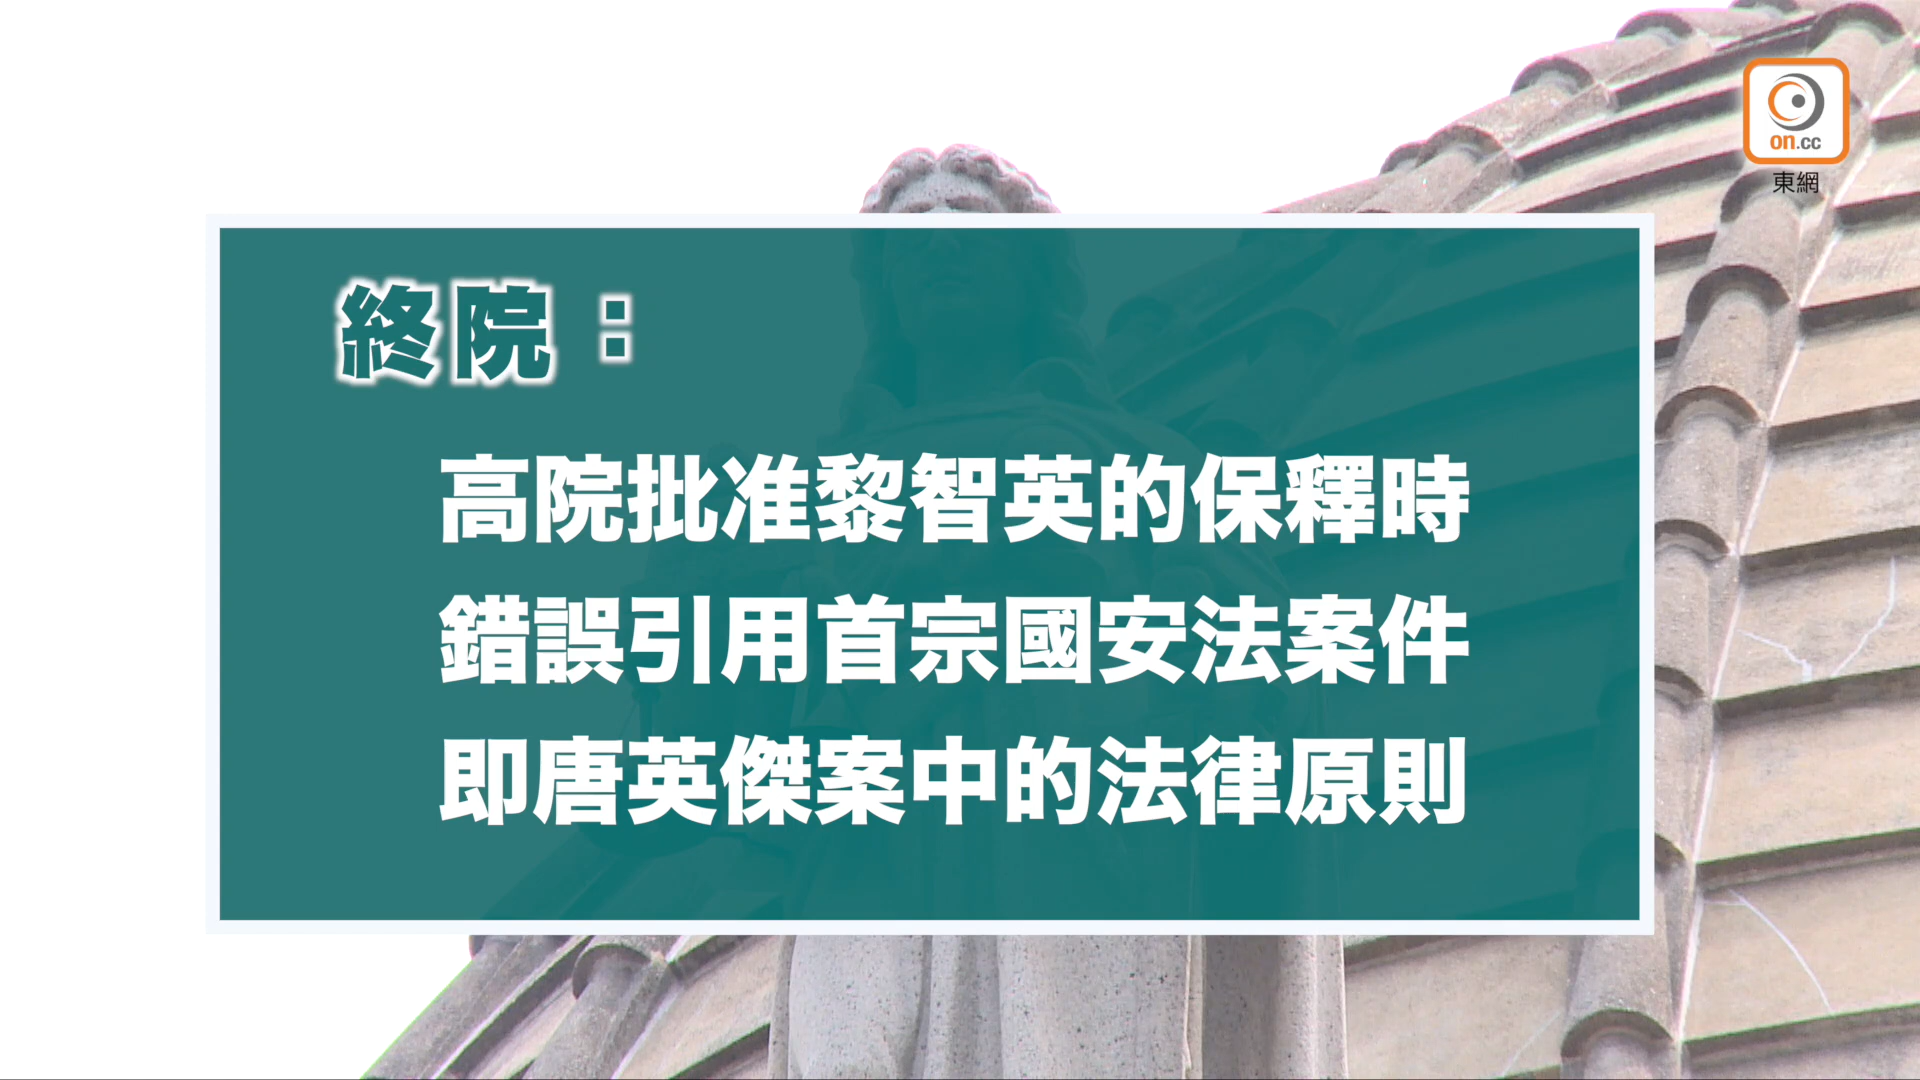 on.cc
東網
終院：
高院批准黎智英的保釋時
錯誤引用首宗國安法案件
即唐英傑案中的法律原則